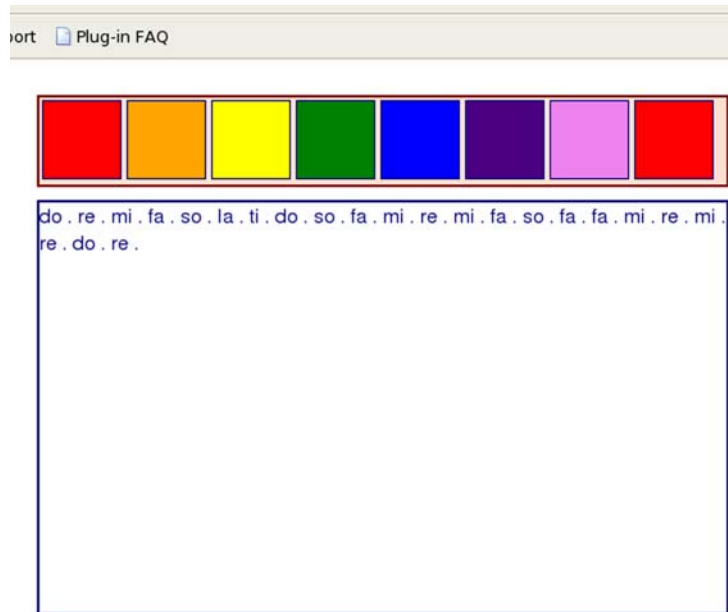 ort Plug-in FAQ
do . re . mi . fa . so . la . ti . do . so . fa . mi . re . mi . fa . so . fa . fa . mi . re . mi .
re . do . re .